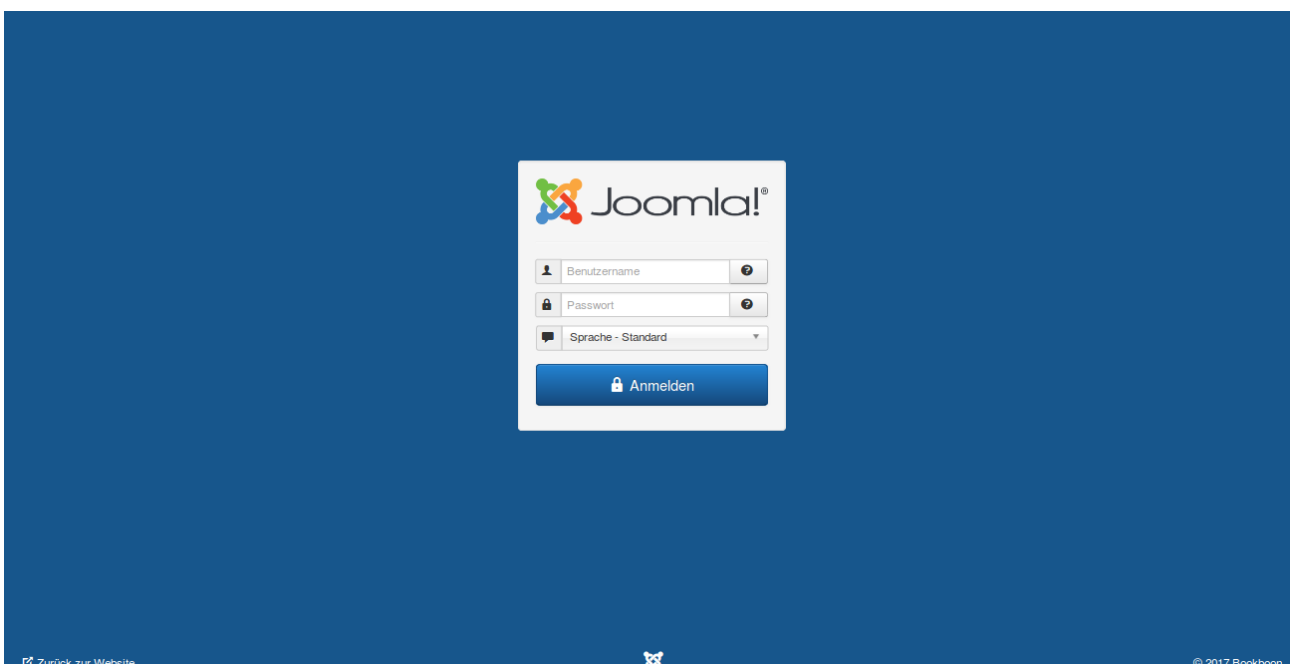 Joomla!®
Benutzername
Passwort
Sprache - Standard
Anmelden
Zurück zur Website
© 2017 Bookboon